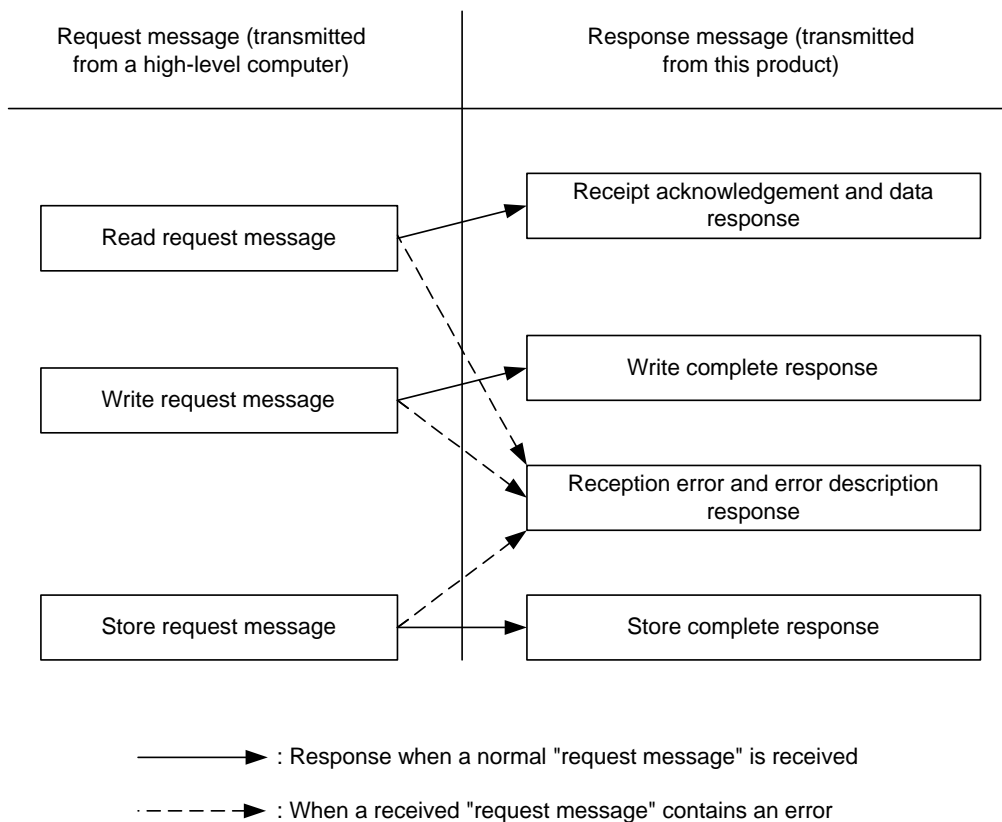 Request message (transmitted
from a high-level computer)
Response message (transmitted
from this product)
Receipt acknowledgement and data
response
Read request message
Write complete response
Write request message
Reception error and error description
response
Store request message
Store complete response
: Response when a normal "request message" is received
: When a received "request message" contains an error